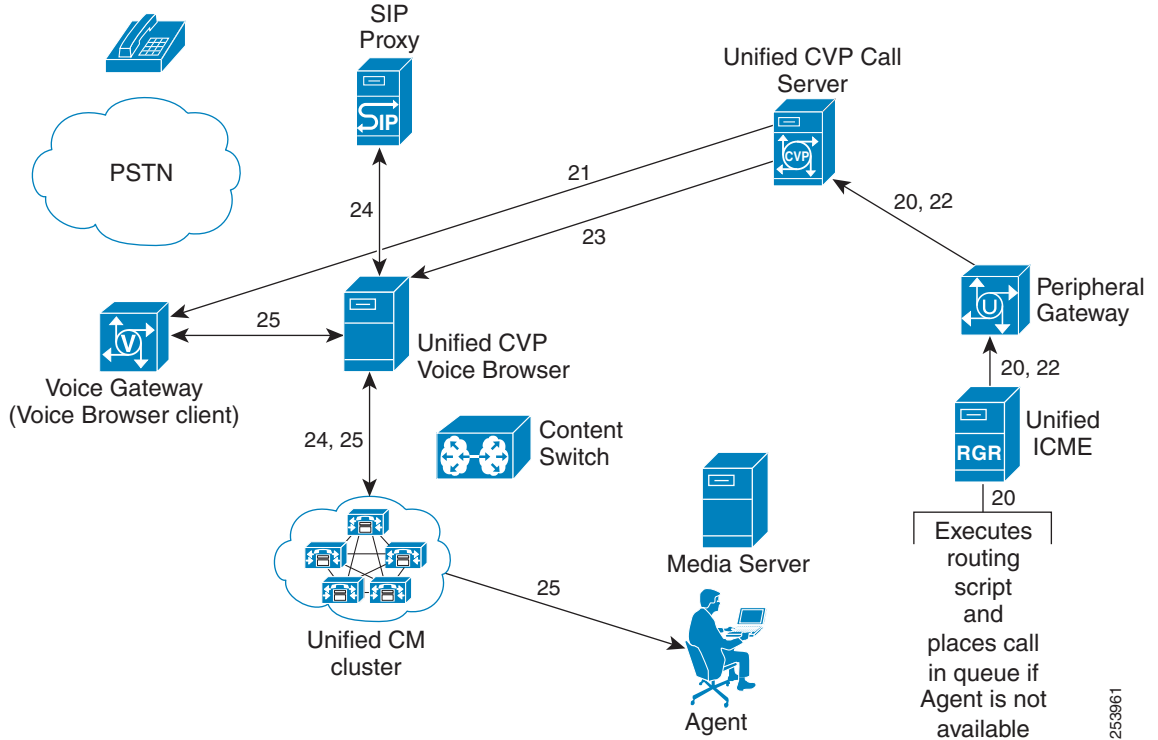 SIP
Proxy
SIP
Unified CVP Call
Server
CVP
PSTN
21
24
20, 22
23
Peripheral
Gateway
U
25
V
Unified CVP
Voice Browser
Voice Gateway
(Voice Browser client)
20, 22
Unified
ICME
RGR
24, 25
Content
Switch
20
Executes
routing
script
and
places call
in queue if
Agent is not
available
Media Server
25
Unified CM
cluster
Agent
253961